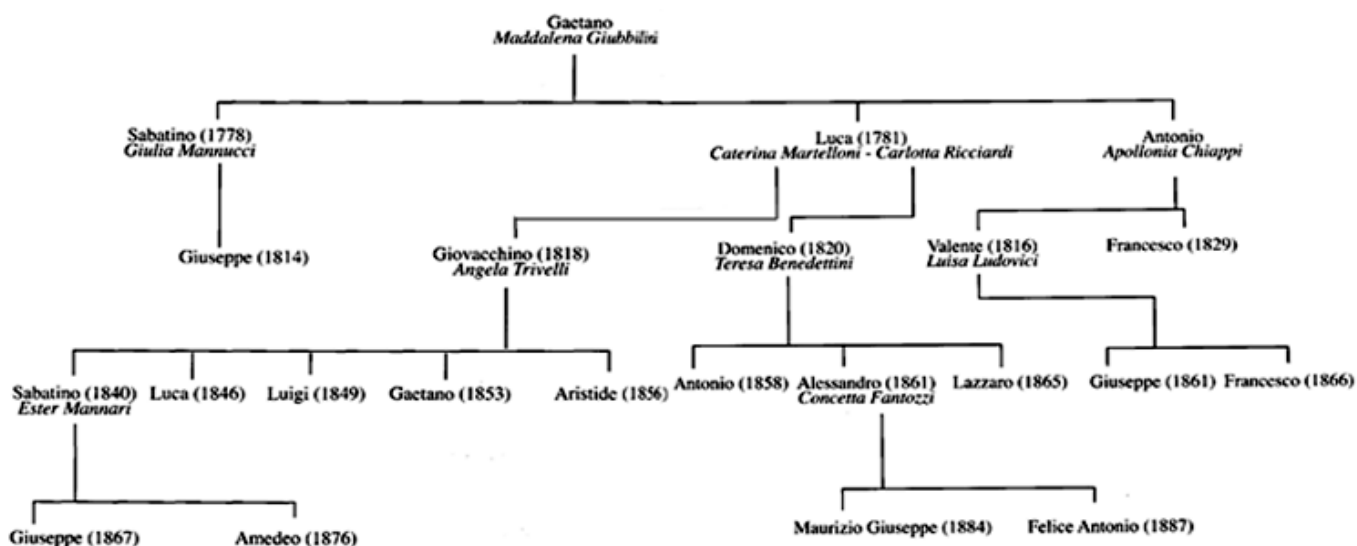 Gaetano
Maddalena Giubbilini
Sabatino (1778)
Giulia Mannucci
Luca (1781)
Caterina Martelloni - Carlotta Ricciardi
Antonio
Apollonia Chiappi
Giuseppe (1814)
Giovacchino (1818)
Angela Trivelli
Domenico (1820)
Teresa Benedettini
Valente (1816)
Luisa Ludovici
Francesco (1829)
Sabatino (1840)
Ester Mannari
Luca (1846)
Luigi (1849)
Gaetano (1853)
Aristide (1856)
Antonio (1858)
Alessandro (1861)
Concetta Fantozzi
Lazzaro (1865)
Giuseppe (1861)
Francesco (1866)
Giuseppe (1867)
Amedeo (1876)
Maurizio Giuseppe (1884)
Felice Antonio (1887)